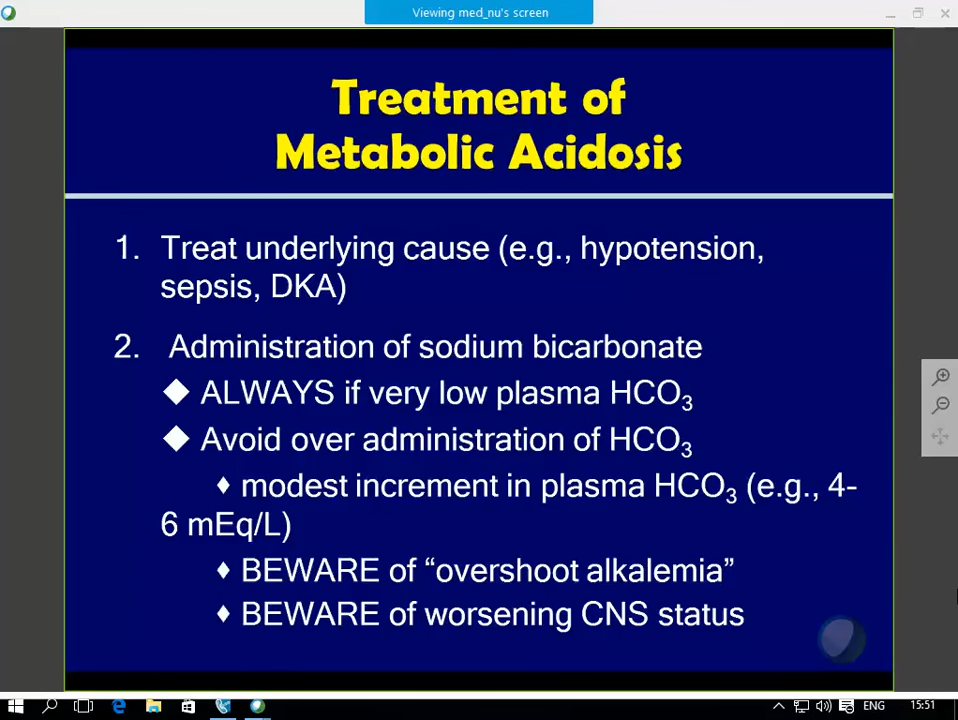 Viewing med_nu's screen
Treatment of
Metabolic Acidosis
1. Treat underlying cause (e.g., hypotension,
sepsis, DKA)
2. Administration of sodium bicarbonate
◆ ALWAYS if very low plasma HCO₃
◆ Avoid over administration of HCO₃
♦ modest increment in plasma HCO₃ (e.g., 4-
6 mEq/L)
♦ BEWARE of “overshoot alkalemia”
♦ BEWARE of worsening CNS status
ENG
15:51